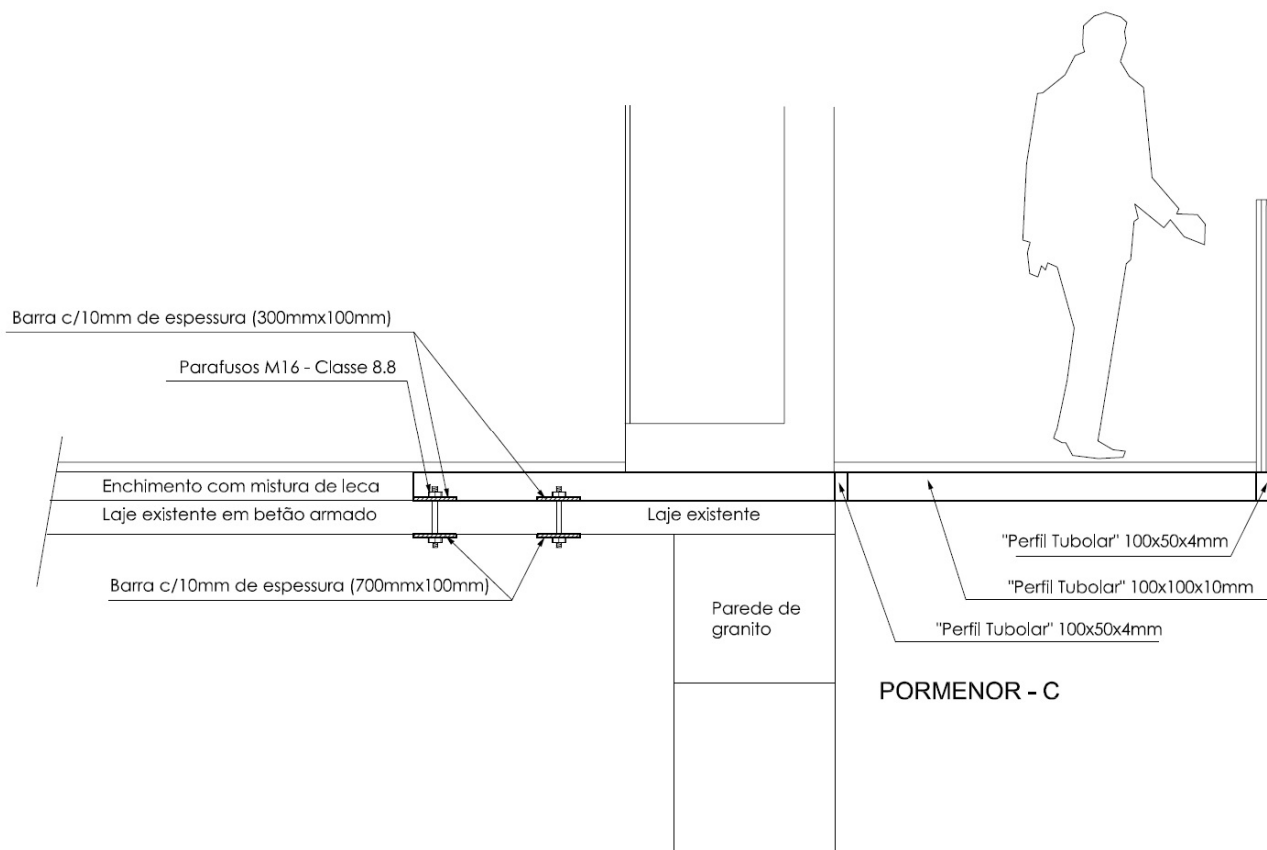 Barra c/10mm de espessura (300mmx100mm)
Parafusos M16 - Classe 8.8
Enchimento com mistura de leca
Laje existente em betão armado
Laje existente
"Perfil Tubolar" 100x50x4mm
Barra c/10mm de espessura (700mmx100mm)
"Perfil Tubolar" 100x100x10mm
Parede de
granito
"Perfil Tubolar" 100x50x4mm
PORMENOR - C